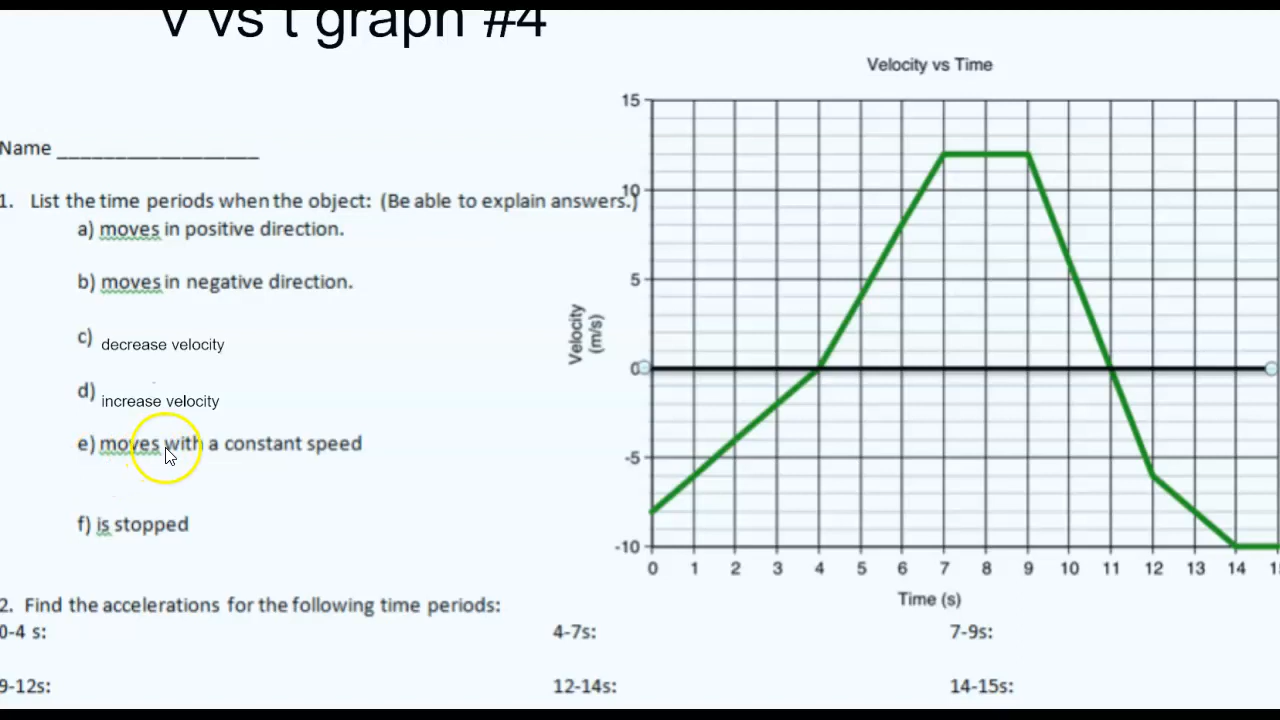 V vs t graph #4
Velocity vs Time
Name ___________________
1. List the time periods when the object: (Be able to explain answers.)
a) moves in positive direction.
b) moves in negative direction.
c) decrease velocity
d) increase velocity
e) moves with a constant speed
f) is stopped
15
10
5
0
-5
-10
Velocity
(m/s)
0 1 2 3 4 5 6 7 8 9 10 11 12 13 14 15
Time (s)
2. Find the accelerations for the following time periods:
0-4 s: 4-7s: 7-9s:
9-12s: 12-14s: 14-15s: